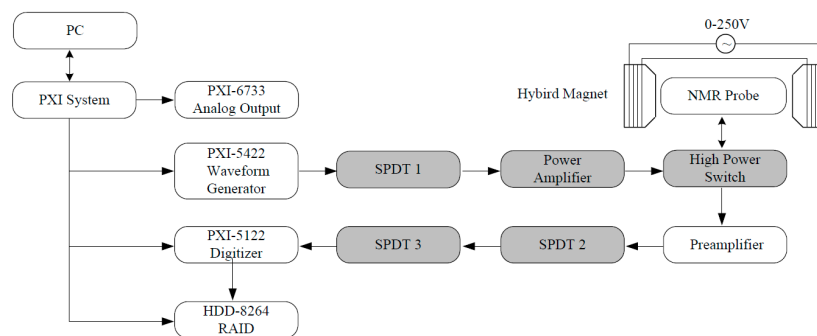 0-250V
PC
Hybird Magnet
NMR Probe
PXI System
PXI-6733
Analog Output
PXI-5422
Waveform
Generator
SPDT 1
Power
Amplifier
High Power
Switch
PXI-5122
Digitizer
SPDT 3
SPDT 2
Preamplifier
HDD-8264
RAID